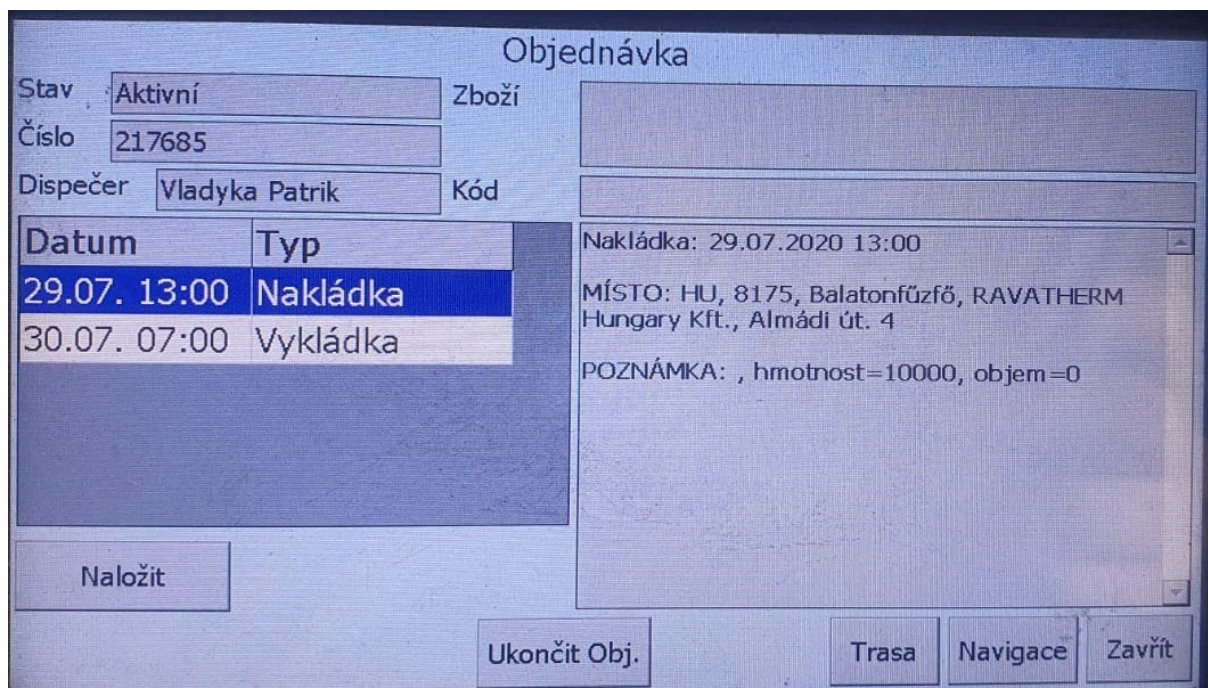 Objednávka
Stav Aktivní
Číslo 217685
Dispečer Vladyka Patrik
Zboží
Kód
Datum Typ
29.07. 13:00 Nakládka
30.07. 07:00 Vykládka
Nakládka: 29.07.2020 13:00
MÍSTO: HU, 8175, Balatonfűzfő, RAVATHERM
Hungary Kft., Almádi út. 4
POZNÁMKA: , hmotnost=10000, objem=0
Naložit
Ukončit Obj.
Trasa
Navigace
Zavřít